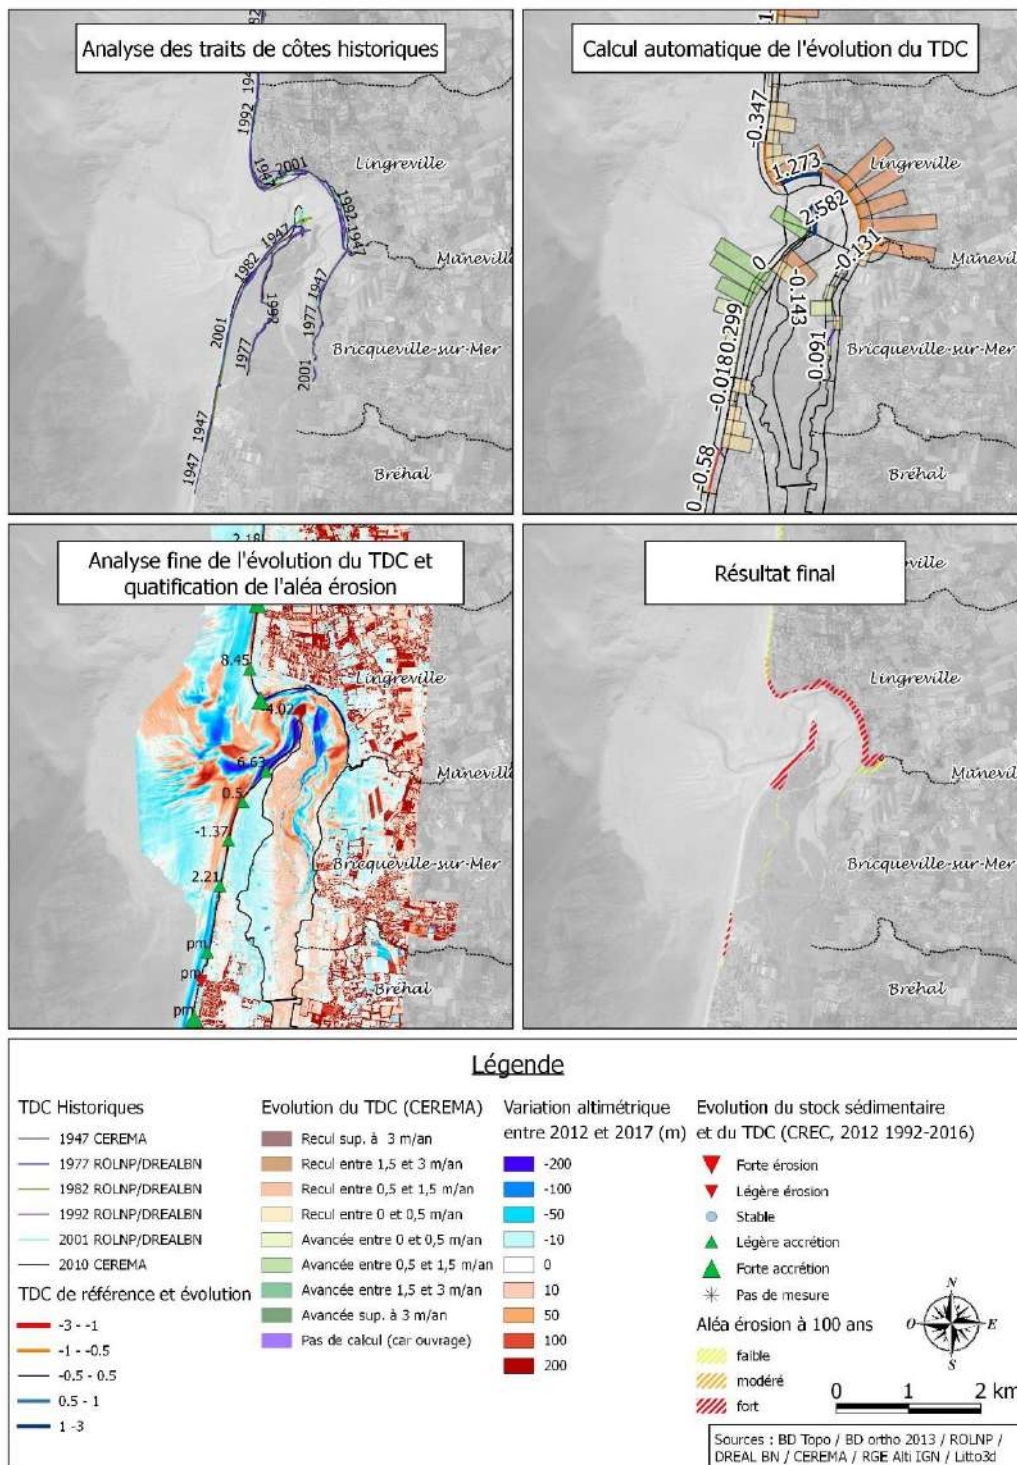 Analyse des traits de côtes historiques
1982
1992
1947
2001
Lingreville
1992
1947
1947
1982
1947
1992
2001
1977
1977
2001
Bricqueville-sur-Mer
1947
1947
Bréhal
Calcul automatique de l'évolution du TDC
-0.347
1.273
Lingreville
2.582
-0.131
0
-0.143
0.299
-0.018
0.091
Bricqueville-sur-Mer
-0.58
0
Bréhal
Analyse fine de l'évolution du TDC et
quatification de l'aléa érosion
2.18
8.45
Lingreville
-4.02
6.63
0.5
-1.37
2.21
Bricqueville-sur-Mer
pm
pm
pm
Bréhal
Résultat final
Lingreville
Bricqueville-sur-Mer
Bréhal
Légende
TDC Historiques
1947 CEREMA
1977 ROLNP/DREALBN
1982 ROLNP/DREALBN
1992 ROLNP/DREALBN
2001 ROLNP/DREALBN
2010 CEREMA
TDC de référence et évolution
-3 - -1
-1 - -0.5
-0.5 - 0.5
0.5 - 1
1 -3
Evolution du TDC (CEREMA)
Recul sup. à 3 m/an
Recul entre 1,5 et 3 m/an
Recul entre 0,5 et 1,5 m/an
Recul entre 0 et 0,5 m/an
Avancée entre 0 et 0,5 m/an
Avancée entre 0,5 et 1,5 m/an
Avancée entre 1,5 et 3 m/an
Avancée sup. à 3 m/an
Pas de calcul (car ouvrage)
Variation altimétrique
entre 2012 et 2017 (m)
-200
-100
-50
-10
0
10
50
100
200
Evolution du stock sédimentaire
et du TDC (CREC, 2012 1992-2016)
Forte érosion
Légère érosion
Stable
Légère accrétion
Forte accrétion
Pas de mesure
Aléa érosion à 100 ans
faible
modéré
fort
N
O
E
S
0 1 2 km
Sources : BD Topo / BD ortho 2013 / ROLNP /
DREAL BN / CEREMA / RGE Alti IGN / Litto3d